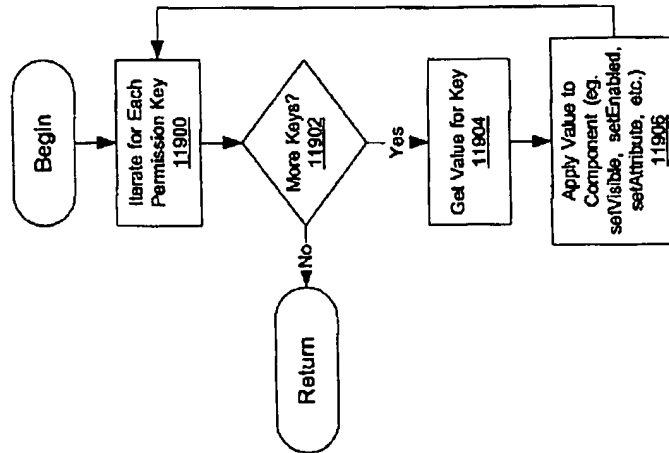 Begin
Iterate for Each
Permission Key
11900
More Keys?
11902
No
Return
Yes
Get Value for Key
11904
Apply Value to
Component (eg.
setVisible, setEnabled,
setAttribute, etc.)
11906